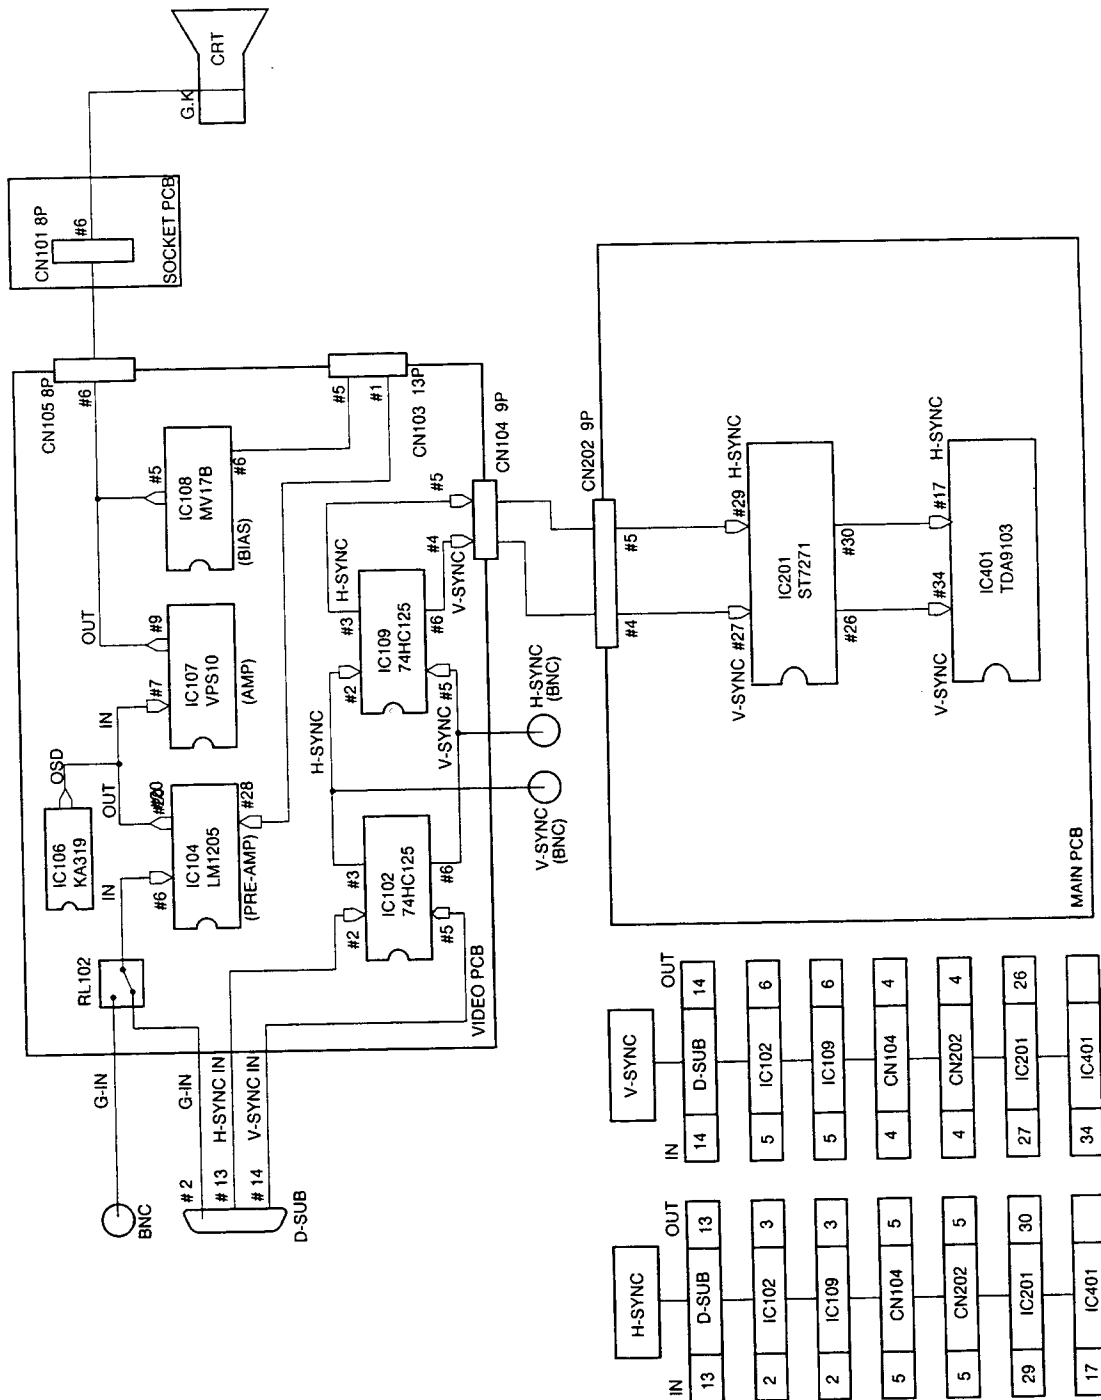 BNC
G-IN
RL102
IC106
KA319
OSD
IN
OUT
IN
OUT
#6
#28
IC104
LM1205
(PRE-AMP)
#7
#9
IC107
VPS10
(AMP)
#5
#6
IC108
MV17B
(BIAS)
CN105 8P
#6
CN101 8P
#6
SOCKET PCB
G.K
CRT
D-SUB
# 2
# 13
# 14
G-IN
H-SYNC IN
V-SYNC IN
VIDEO PCB
#2
#5
IC102
74HC125
#3
#6
H-SYNC
V-SYNC
#2
#5
IC109
74HC125
#3
#6
H-SYNC
V-SYNC
#5
#4
#5
#1
CN103 13P
CN104 9P
V-SYNC
(BNC)
H-SYNC
(BNC)
CN202 9P
#4
#5
V-SYNC #27
#29 H-SYNC
IC201
ST7271
#26
#30
V-SYNC #34
#17 H-SYNC
IC401
TDA9103
MAIN PCB
H-SYNC
IN OUT
13 D-SUB 13
2 IC102 3
2 IC109 3
5 CN104 5
5 CN202 5
29 IC201 30
17 IC401
V-SYNC
IN OUT
14 D-SUB 14
5 IC102 6
5 IC109 6
4 CN104 4
4 CN202 4
27 IC201 26
34 IC401